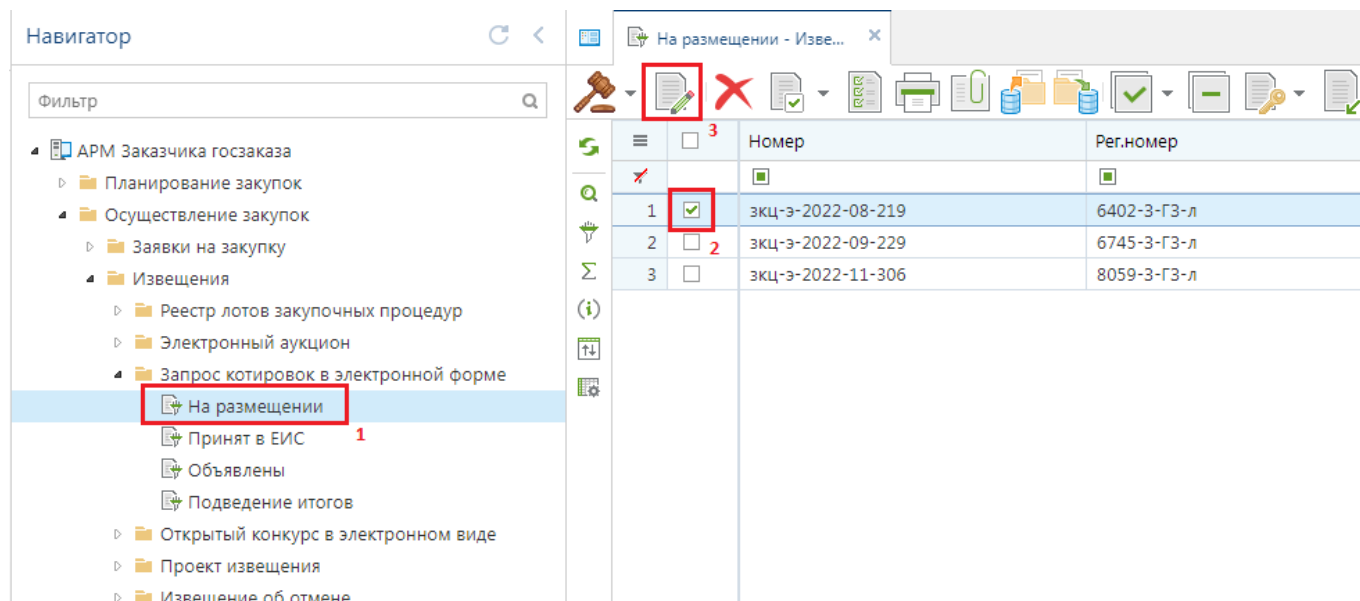 Навигатор
Фильтр
АРМ Заказчика госзаказа
Планирование закупок
Осуществление закупок
Заявки на закупку
Извещения
Реестр лотов закупочных процедур
Электронный аукцион
Запрос котировок в электронной форме
На размещении
1
Принят в ЕИС
Объявлены
Подведение итогов
Открытый конкурс в электронном виде
Проект извещения
Извещение об отмене
На размещении - Изве...
3
Номер Рег.номер
1 зкц-э-2022-08-219 6402-3-ГЗ-л
2 зкц-э-2022-09-229 6745-3-ГЗ-л
2
3 зкц-э-2022-11-306 8059-3-ГЗ-л